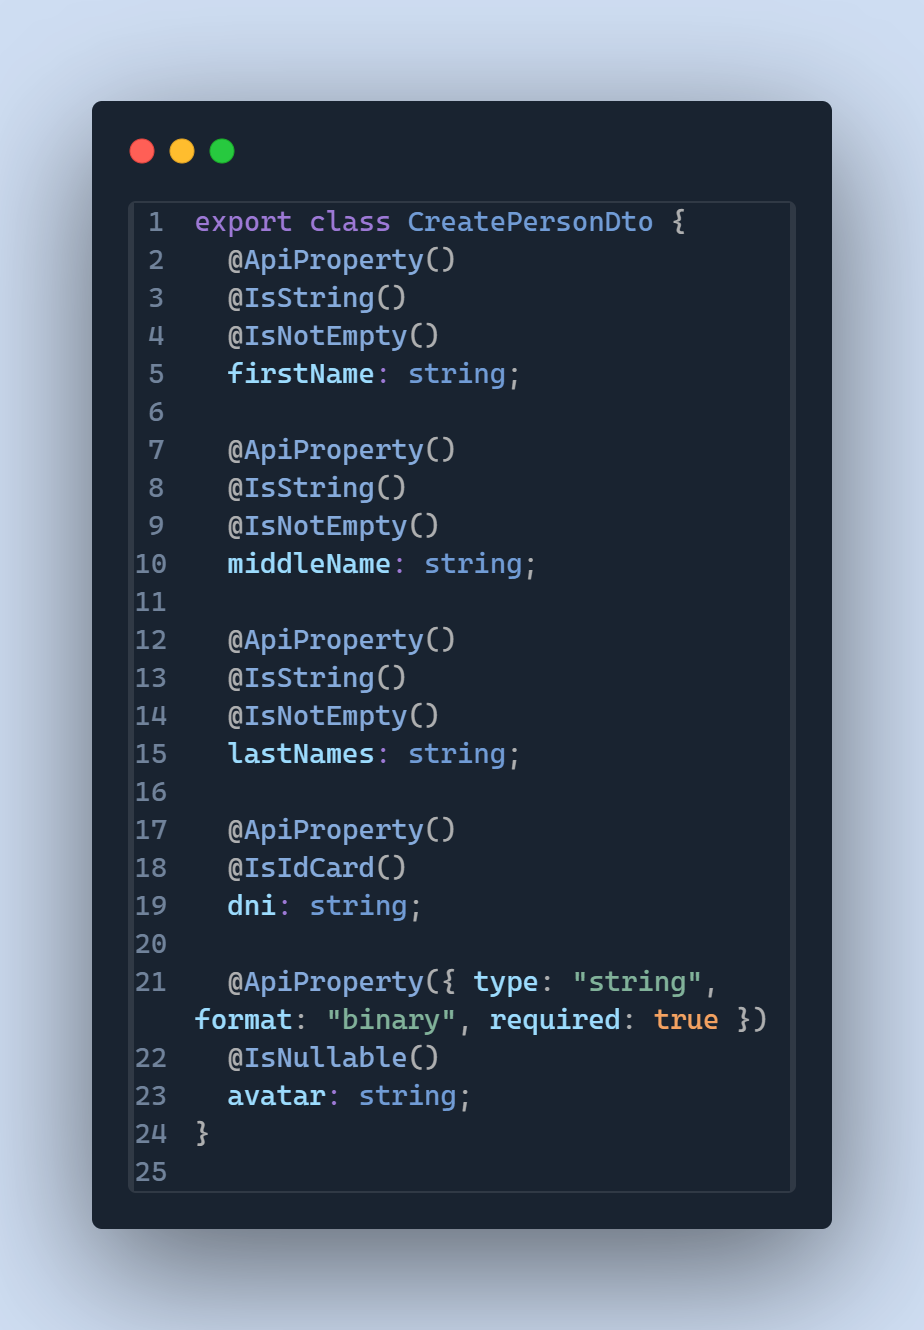 1 export class CreatePersonDto {
2   @ApiProperty()
3   @IsString()
4   @IsNotEmpty()
5   firstName: string;
6
7   @ApiProperty()
8   @IsString()
9   @IsNotEmpty()
10   middleName: string;
11
12   @ApiProperty()
13   @IsString()
14   @IsNotEmpty()
15   lastNames: string;
16
17   @ApiProperty()
18   @IsIdCard()
19   dni: string;
20
21   @ApiProperty({ type: "string",
format: "binary", required: true })
22   @IsNullable()
23   avatar: string;
24 }
25